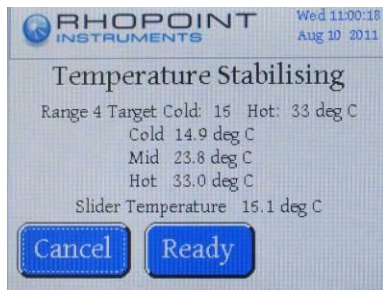 RHOPOINT
INSTRUMENTS
Wed 11:00:18
Aug 10 2011
Temperature Stabilising
Range 4 Target Cold: 15 Hot: 33 deg C
Cold 14.9 deg C
Mid 23.8 deg C
Hot 33.0 deg C
Slider Temperature 15.1 deg C
Cancel
Ready